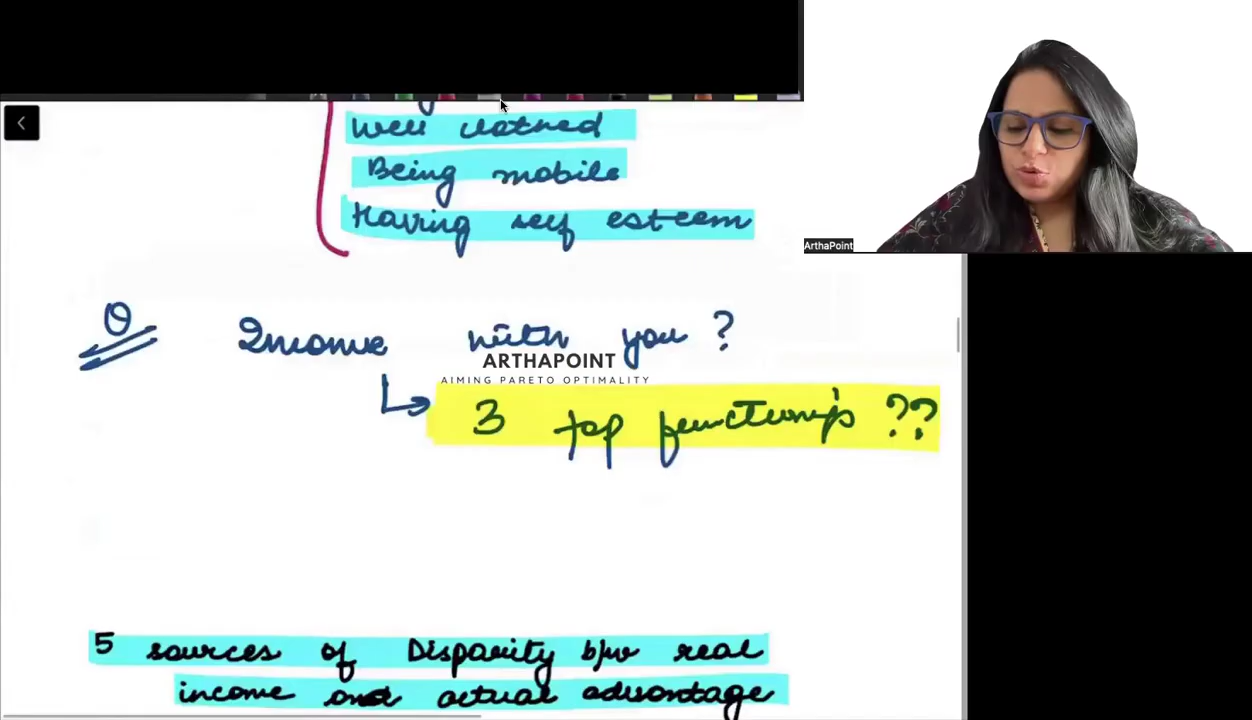 Well clothed
Being mobile
Having self esteem
ArthaPoint
Q Income with you ?
ARTHAPOINT
AIMING PARETO OPTIMALITY
3 top functiong's ??
5 sources of Disparity b/w real
income and actual advantage